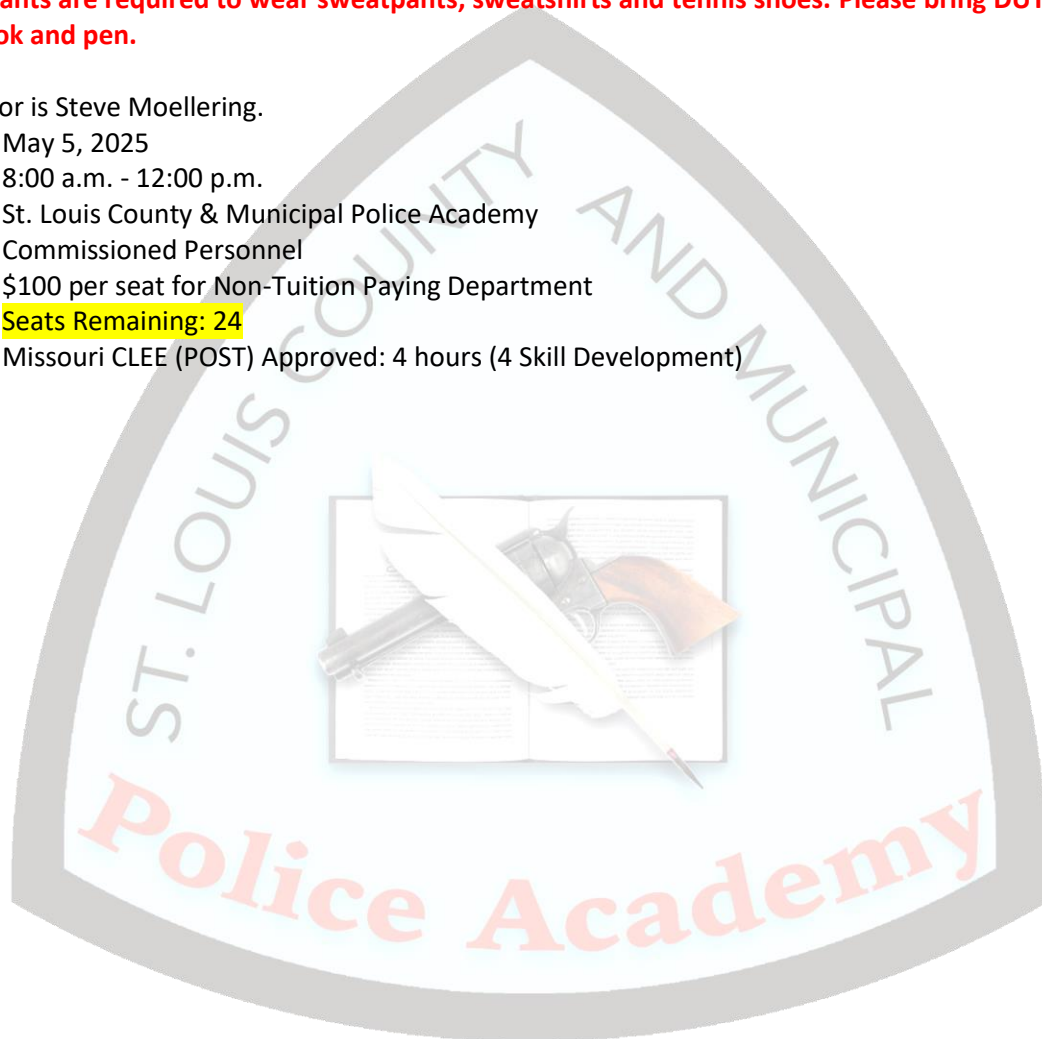 ants are required to wear sweatpants, sweatshirts and tennis shoes. Please bring DUT
ok and pen.
or is Steve Moellering.
May 5, 2025
8:00 a.m. - 12:00 p.m.
St. Louis County & Municipal Police Academy
Commissioned Personnel
$100 per seat for Non-Tuition Paying Department
Seats Remaining: 24
Missouri CLEE (POST) Approved: 4 hours (4 Skill Development)
ST. LOUIS COUNTY AND MUNICIPAL
Police Academy